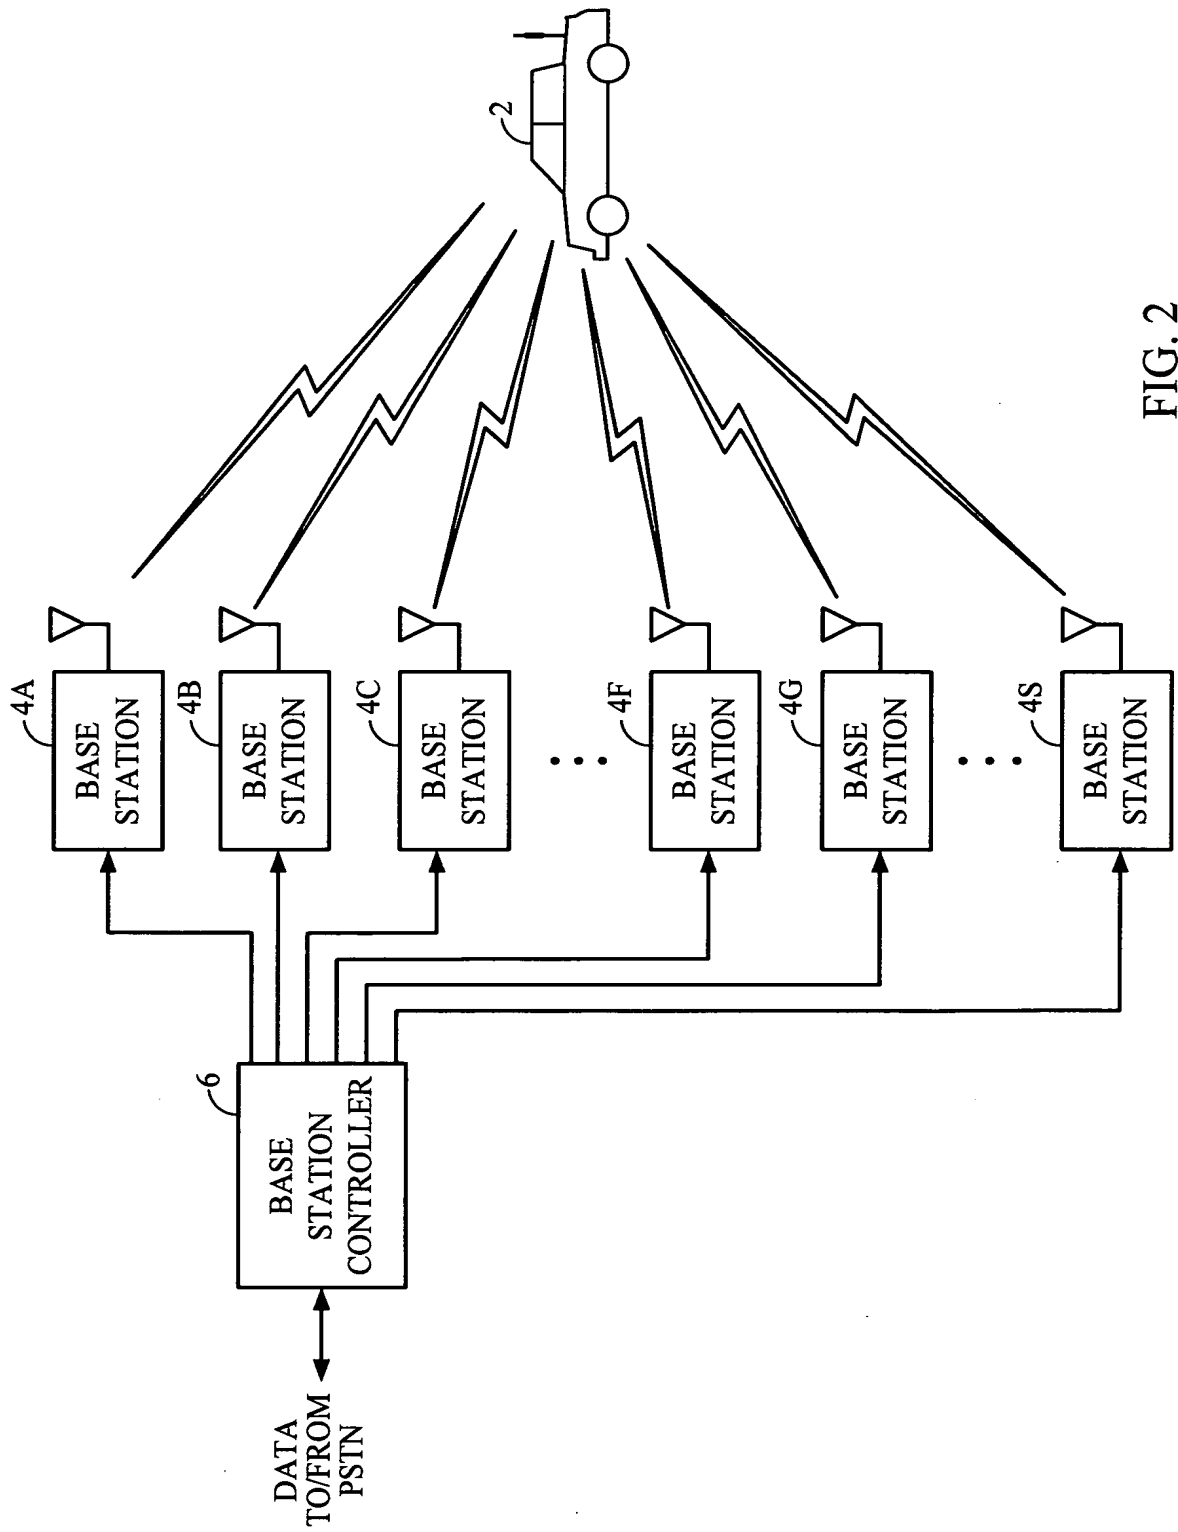 DATA
TO/FROM
PSTN
6
BASE
STATION
CONTROLLER
4A
BASE
STATION
4B
BASE
STATION
4C
BASE
STATION
4F
BASE
STATION
4G
BASE
STATION
4S
BASE
STATION
2
FIG. 2